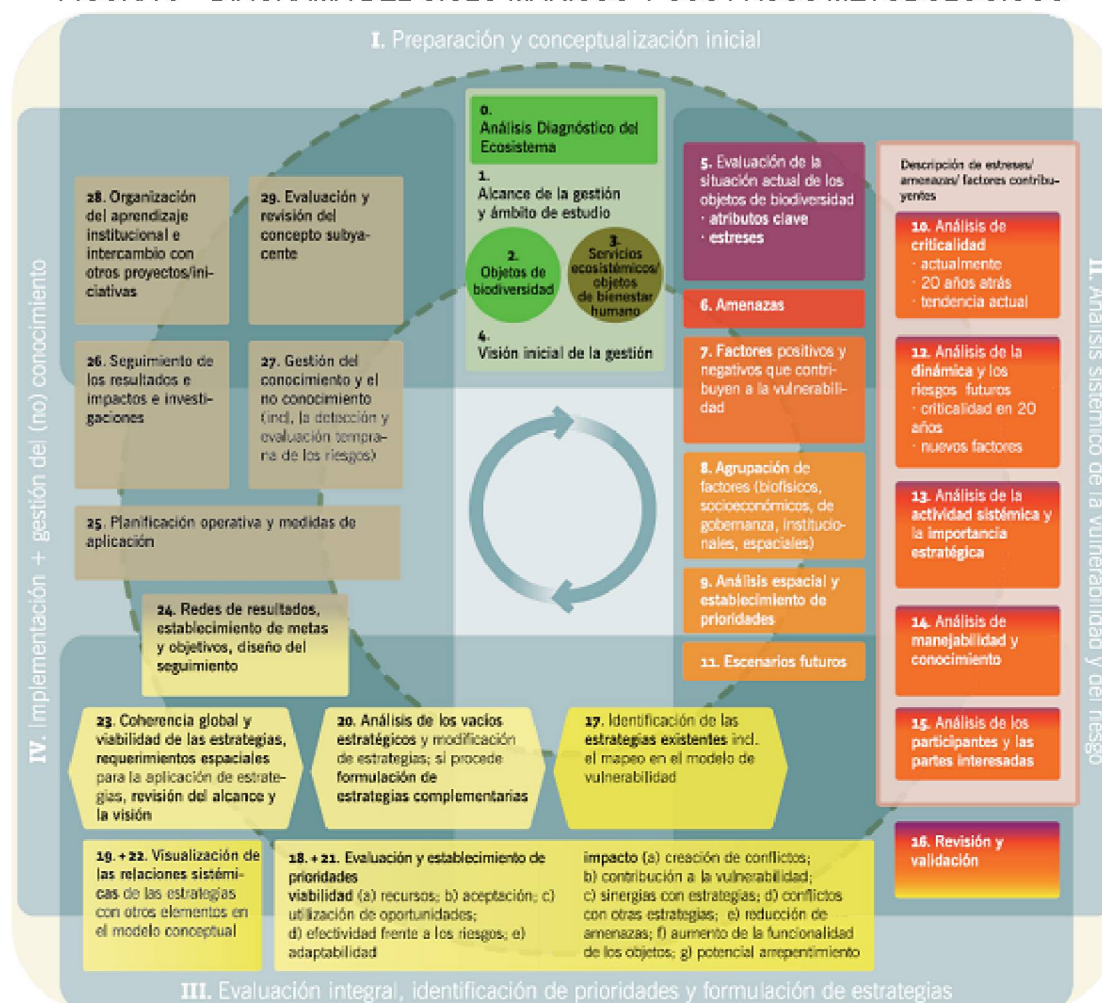 I. Preparación y conceptualización inicial
0.
Análisis Diagnóstico del
Ecosistema
1.
Alcance de la gestión
y ámbito de estudio
2.
Objetos de
biodiversidad
3.
Servicios
ecosistémicos/
objetos
de bienestar
humano
4.
Visión inicial de la gestión
5. Evaluación de la
situación actual de los
objetos de biodiversidad
· atributos clave
· estreses
6. Amenazas
7. Factores positivos y
negativos que contri-
buyen a la vulnerabili-
dad
8. Agrupación de
factores (biofísicos,
socioeconómicos, de
gobernanza, institucio-
nales, espaciales)
9. Análisis espacial y
establecimiento de
prioridades
11. Escenarios futuros
Descripción de estreses/
amenazas/ factores contribu-
yentes
10. Análisis de
criticalidad
· actualmente
· 20 años atrás
· tendencia actual
12. Análisis de la
dinámica y los
riesgos futuros
· criticalidad en 20
años
· nuevos factores
13. Análisis de la
actividad sistémica y
la importancia
estratégica
14. Análisis de
manejabilidad y
conocimiento
15. Análisis de los
participantes y las
partes interesadas
16. Revisión y
validación
II. Análisis sistémico de la vulnerabilidad y del riesgo
17. Identificación de las
estrategias existentes incl.
el mapeo en el modelo de
vulnerabilidad
20. Análisis de los vacíos
estratégicos y modificación
de estrategias; si procede
formulación de
estrategias complementarias
23. Coherencia global y
viabilidad de las estrategias,
requerimientos espaciales
para la aplicación de estrate-
gias, revisión del alcance y
la visión
19. +22. Visualización de
las relaciones sistémi-
cas de las estrategias
con otros elementos en
el modelo conceptual
18. +21. Evaluación y establecimiento de
prioridades
viabilidad (a) recursos; b) aceptación; c)
utilización de oportunidades;
d) efectividad frente a los riesgos; e)
adaptabilidad
impacto (a) creación de conflictos;
b) contribución a la vulnerabilidad;
c) sinergias con estrategias; d) conflictos
con otras estrategias; e) reducción de
amenazas; f) aumento de la funcionalidad
de los objetos; g) potencial arrepentimiento
III. Evaluación integral, identificación de prioridades y formulación de estrategias
24. Redes de resultados,
establecimiento de metas
y objetivos, diseño del
seguimiento
25. Planificación operativa y medidas de
aplicación
26. Seguimiento de
los resultados e
impactos e investi-
gaciones
27. Gestión del
conocimiento y el
no conocimiento
(incl, la detección y
evaluación tempra-
na de los riesgos)
28. Organización
del aprendizaje
institucional e
intercambio con
otros proyectos/ini-
ciativas
29. Evaluación y
revisión del
concepto subya-
cente
IV. Implementación + gestión del (no) conocimiento